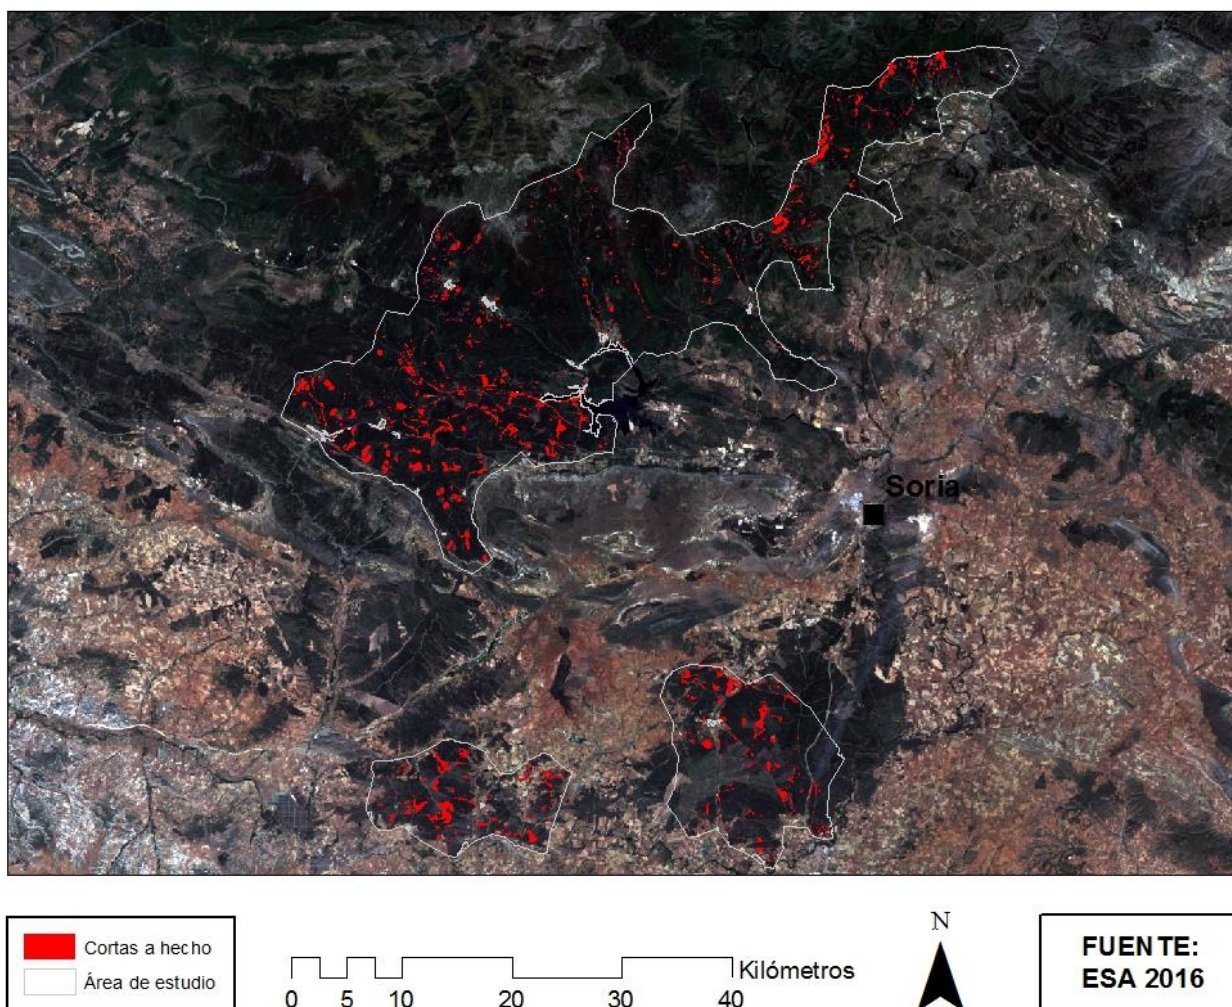 Soria
Cortas a hecho
Área de estudio
Kilómetros
0 5 10 20 30 40
N
FUENTE:
ESA 2016